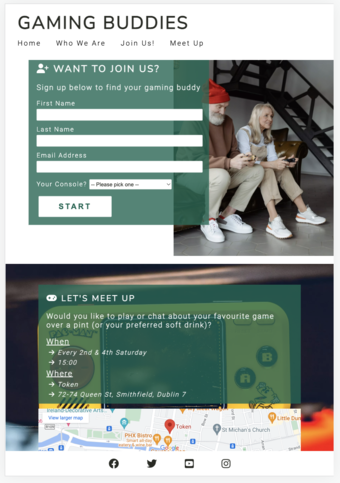 GAMING BUDDIES
Home Who We Are Join Us! Meet Up
WANT TO JOIN US?
Sign up below to find your gaming buddy
First Name
Last Name
Email Address
Your Console? -- Please pick one --
START
LET'S MEET UP
Would you like to play or chat about your favourite game
over a pint (or your preferred soft drink)?
When
→ Every 2nd & 4th Saturday
→ 15:00
Where
→ Token
→ 72-74 Queen St, Smithfield, Dublin 7
View larger map
Token
Little Dum
PHX Bistro
St Michan's Church
Google
B